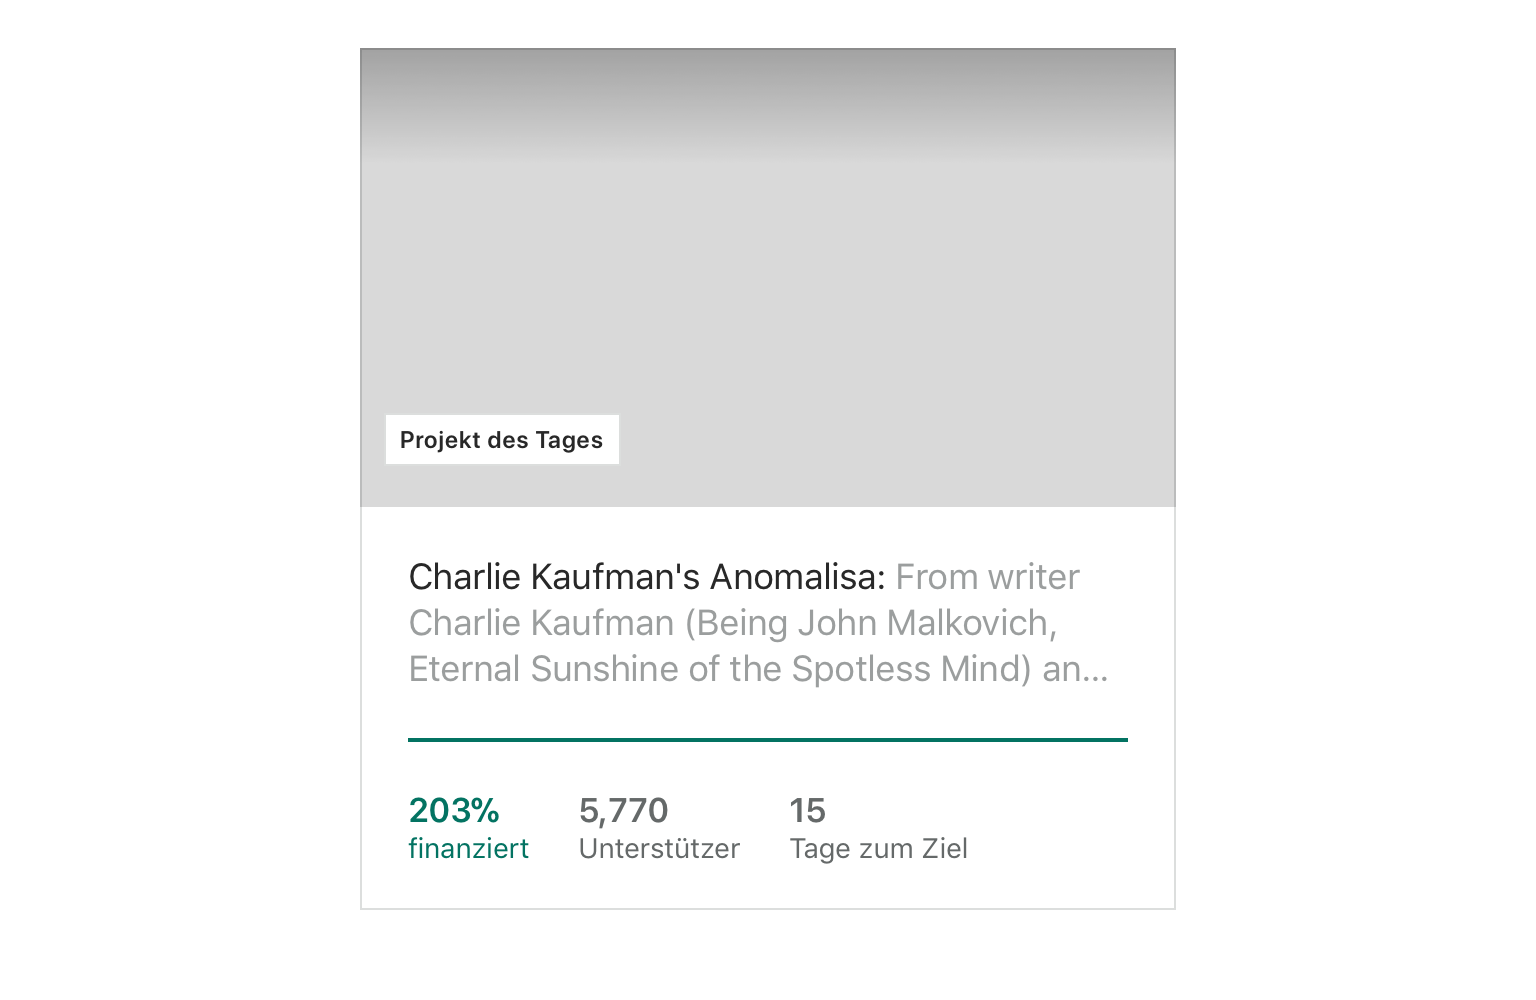 Projekt des Tages
Charlie Kaufman's Anomalisa: From writer
Charlie Kaufman (Being John Malkovich,
Eternal Sunshine of the Spotless Mind) an...
203% 5,770 15
finanziert Unterstützer Tage zum Ziel